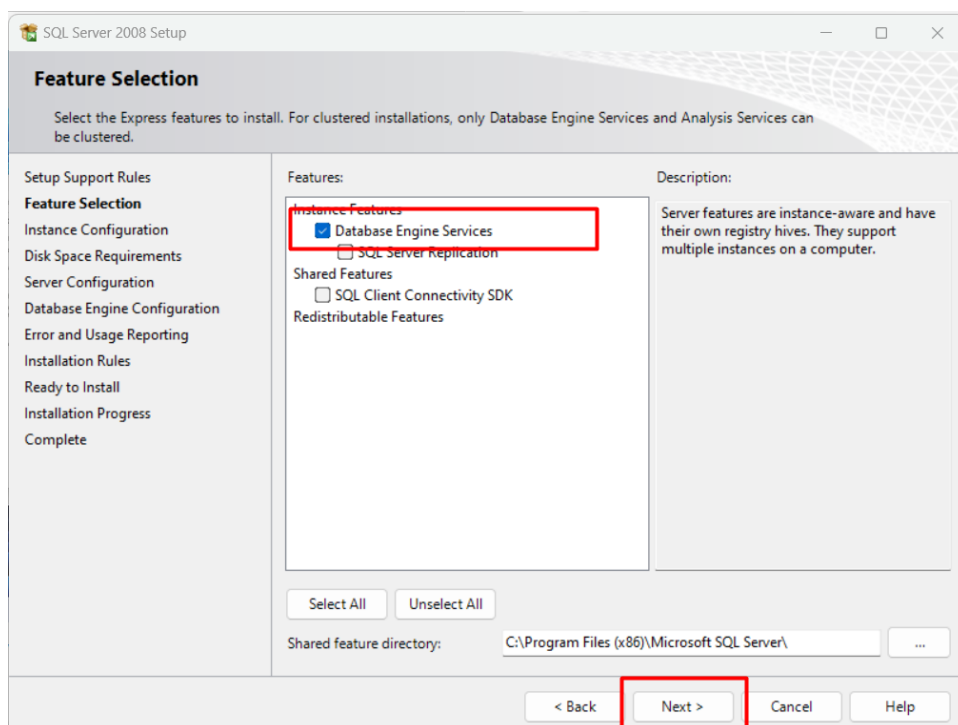 SQL Server 2008 Setup
Feature Selection
Select the Express features to install. For clustered installations, only Database Engine Services and Analysis Services can
be clustered.
Setup Support Rules
Feature Selection
Instance Configuration
Disk Space Requirements
Server Configuration
Database Engine Configuration
Error and Usage Reporting
Installation Rules
Ready to Install
Installation Progress
Complete
Features:
Instance Features
Database Engine Services
SQL Server Replication
Shared Features
SQL Client Connectivity SDK
Redistributable Features
Description:
Server features are instance-aware and have
their own registry hives. They support
multiple instances on a computer.
Select All
Unselect All
Shared feature directory:
C:\Program Files (x86)\Microsoft SQL Server\
...
< Back
Next >
Cancel
Help